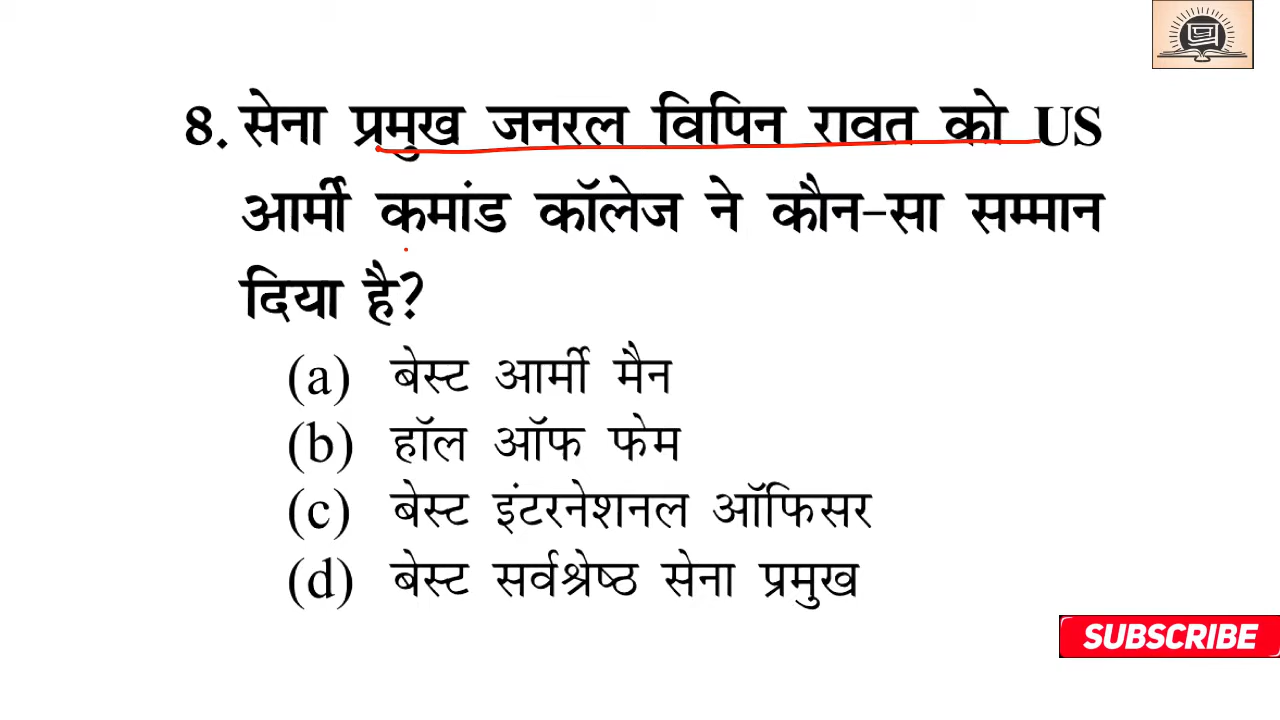 8. सेना प्रमुख जनरल विपिन रावत को US
आर्मी कमांड कॉलेज ने कौन-सा सम्मान
दिया है?
(a) बेस्ट आर्मी मैन
(b) हॉल ऑफ फेम
(c) बेस्ट इंटरनेशनल ऑफिसर
(d) बेस्ट सर्वश्रेष्ठ सेना प्रमुख
SUBSCRIBE